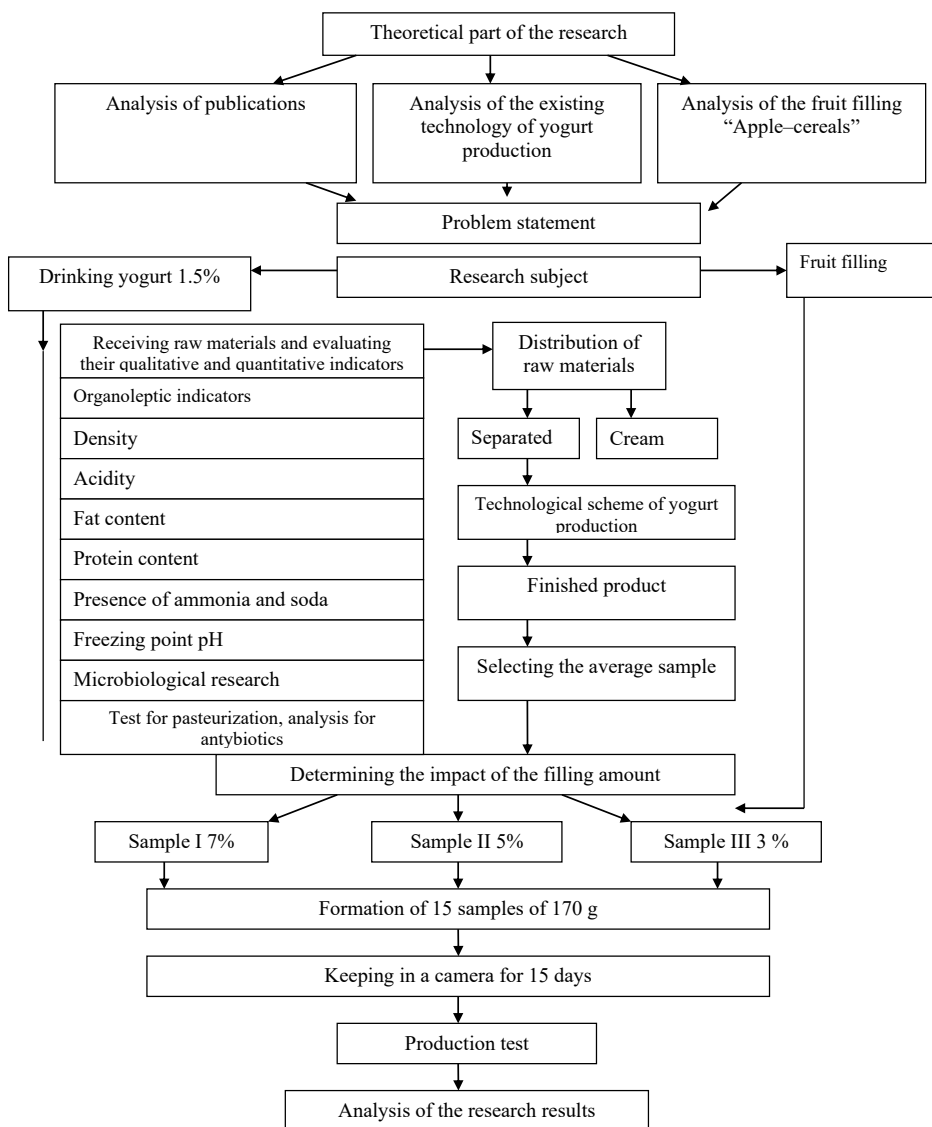 Theoretical part of the research
Analysis of publications
Analysis of the existing
technology of yogurt
production
Analysis of the fruit filling
“Apple–cereals”
Problem statement
Drinking yogurt 1.5%
Research subject
Fruit filling
Receiving raw materials and evaluating
their qualitative and quantitative indicators
Distribution of
raw materials
Organoleptic indicators
Density
Separated
Cream
Acidity
Fat content
Technological scheme of yogurt
production
Protein content
Presence of ammonia and soda
Finished product
Freezing point pH
Microbiological research
Selecting the average sample
Test for pasteurization, analysis for
antybiotics
Determining the impact of the filling amount
Sample I 7%
Sample II 5%
Sample III 3 %
Formation of 15 samples of 170 g
Keeping in a camera for 15 days
Production test
Analysis of the research results